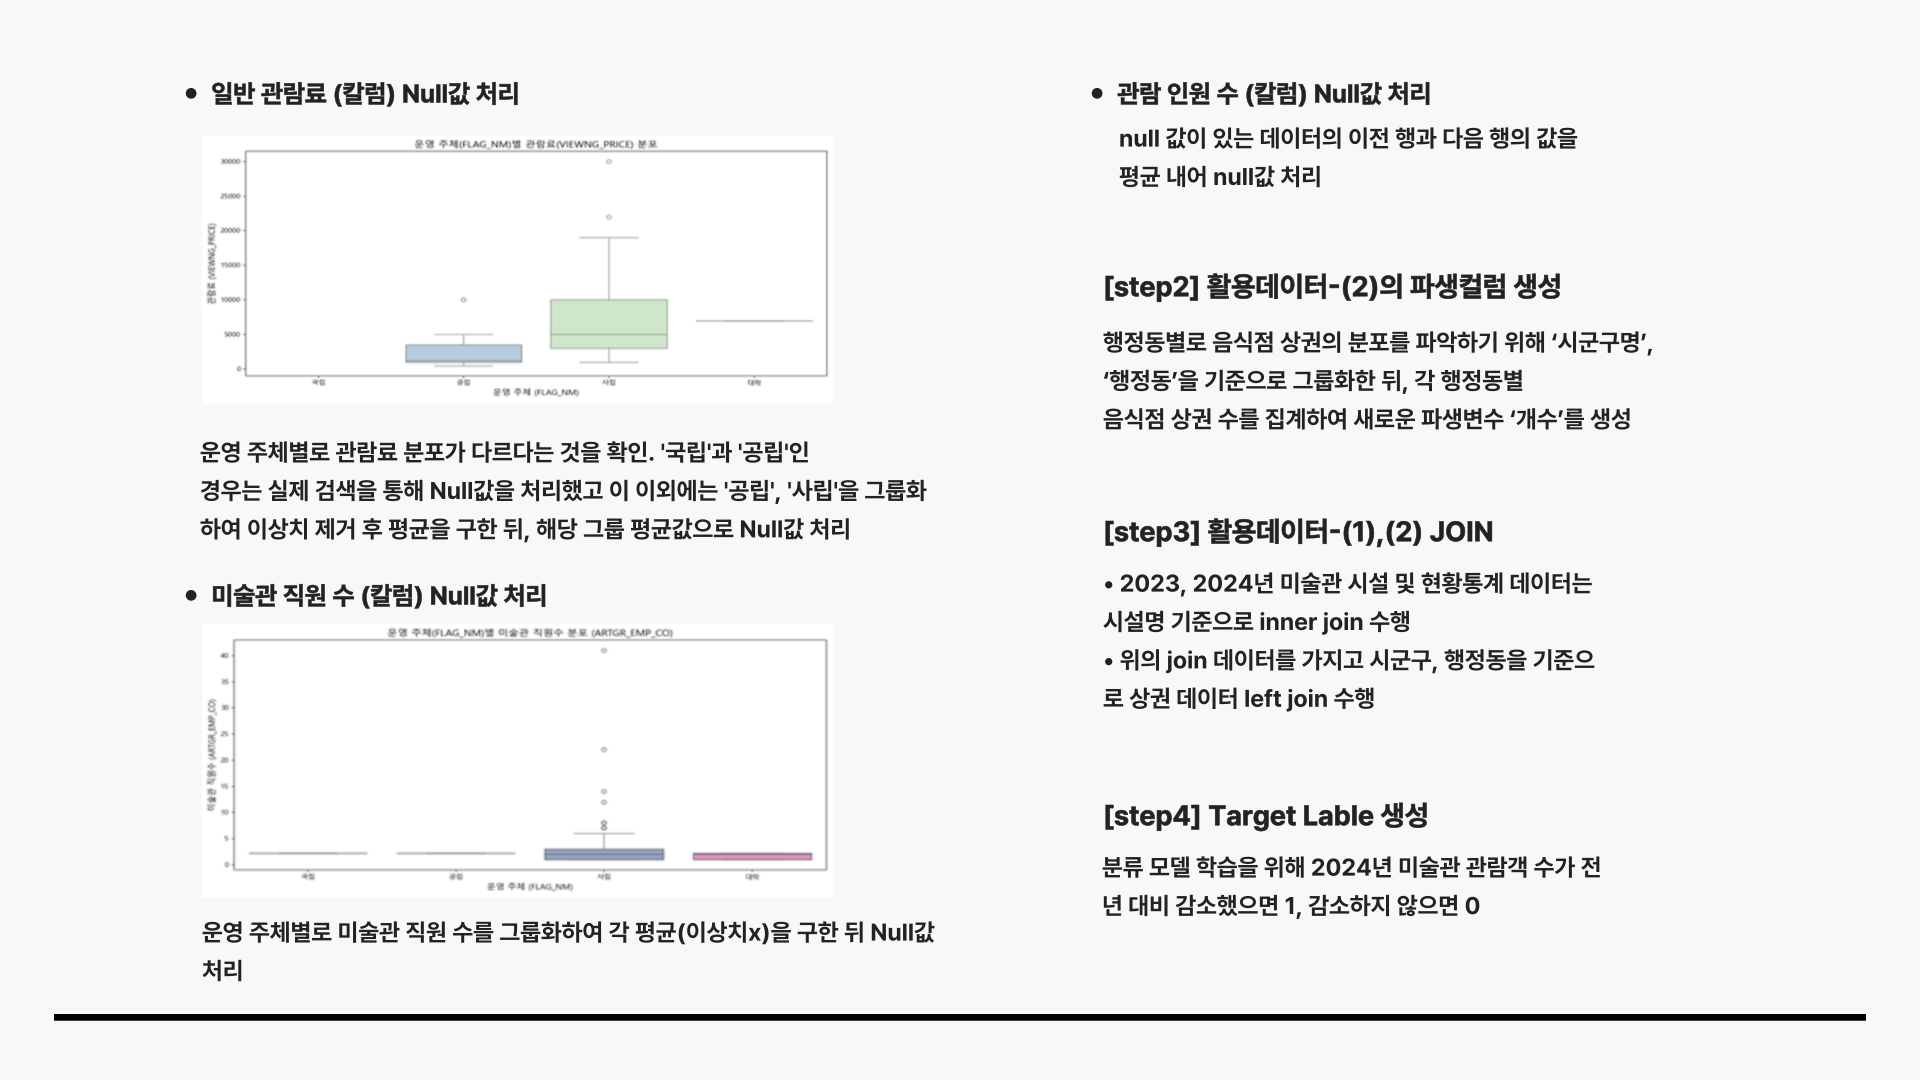 • 일반 관람료 (칼럼) Null값 처리
운영 주체(FLAG_NM)별 관람료(VIEWNG_PRICE) 분포
관람료 (VIEWNG_PRICE)
30000
25000
20000
15000
10000
5000
0
국립 공립 사립 대학
운영 주체 (FLAG_NM)
운영 주체별로 관람료 분포가 다르다는 것을 확인. '국립'과 '공립'인
경우는 실제 검색을 통해 Null값을 처리했고 이 이외에는 '공립', '사립'을 그룹화
하여 이상치 제거 후 평균을 구한 뒤, 해당 그룹 평균값으로 Null값 처리
• 미술관 직원 수 (칼럼) Null값 처리
운영 주체(FLAG_NM)별 미술관 직원수 분포 (ARTGR_EMP_CO)
미술관 직원수 (ARTGR_EMP_CO)
40
35
30
25
20
15
10
5
0
국립 공립 사립 대학
운영 주체 (FLAG_NM)
운영 주체별로 미술관 직원 수를 그룹화하여 각 평균(이상치x)을 구한 뒤 Null값
처리
• 관람 인원 수 (칼럼) Null값 처리
null 값이 있는 데이터의 이전 행과 다음 행의 값을
평균 내어 null값 처리
[step2] 활용데이터-(2)의 파생컬럼 생성
행정동별로 음식점 상권의 분포를 파악하기 위해 ‘시군구명’,
‘행정동’을 기준으로 그룹화한 뒤, 각 행정동별
음식점 상권 수를 집계하여 새로운 파생변수 ‘개수’를 생성
[step3] 활용데이터-(1),(2) JOIN
• 2023, 2024년 미술관 시설 및 현황통계 데이터는
시설명 기준으로 inner join 수행
• 위의 join 데이터를 가지고 시군구, 행정동을 기준으
로 상권 데이터 left join 수행
[step4] Target Lable 생성
분류 모델 학습을 위해 2024년 미술관 관람객 수가 전
년 대비 감소했으면 1, 감소하지 않으면 0